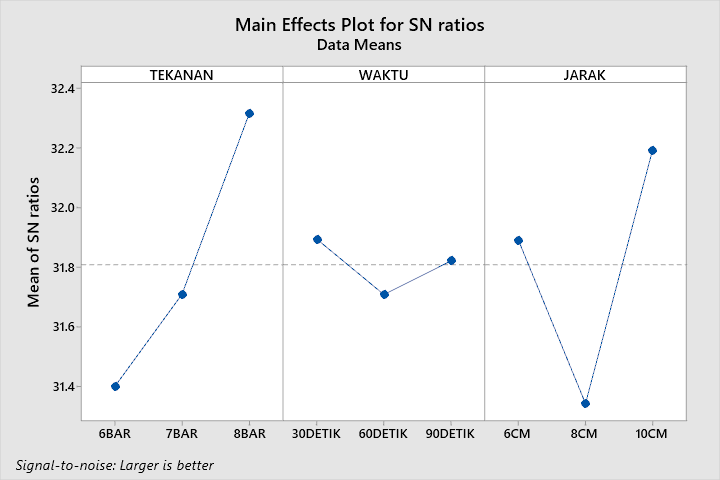 Main Effects Plot for SN ratios
Data Means
TEKANAN WAKTU JARAK
32.4
32.2
32.0
31.8
31.6
31.4
Mean of SN ratios
6BAR 7BAR 8BAR 30DETIK 60DETIK 90DETIK 6CM 8CM 10CM
Signal-to-noise: Larger is better